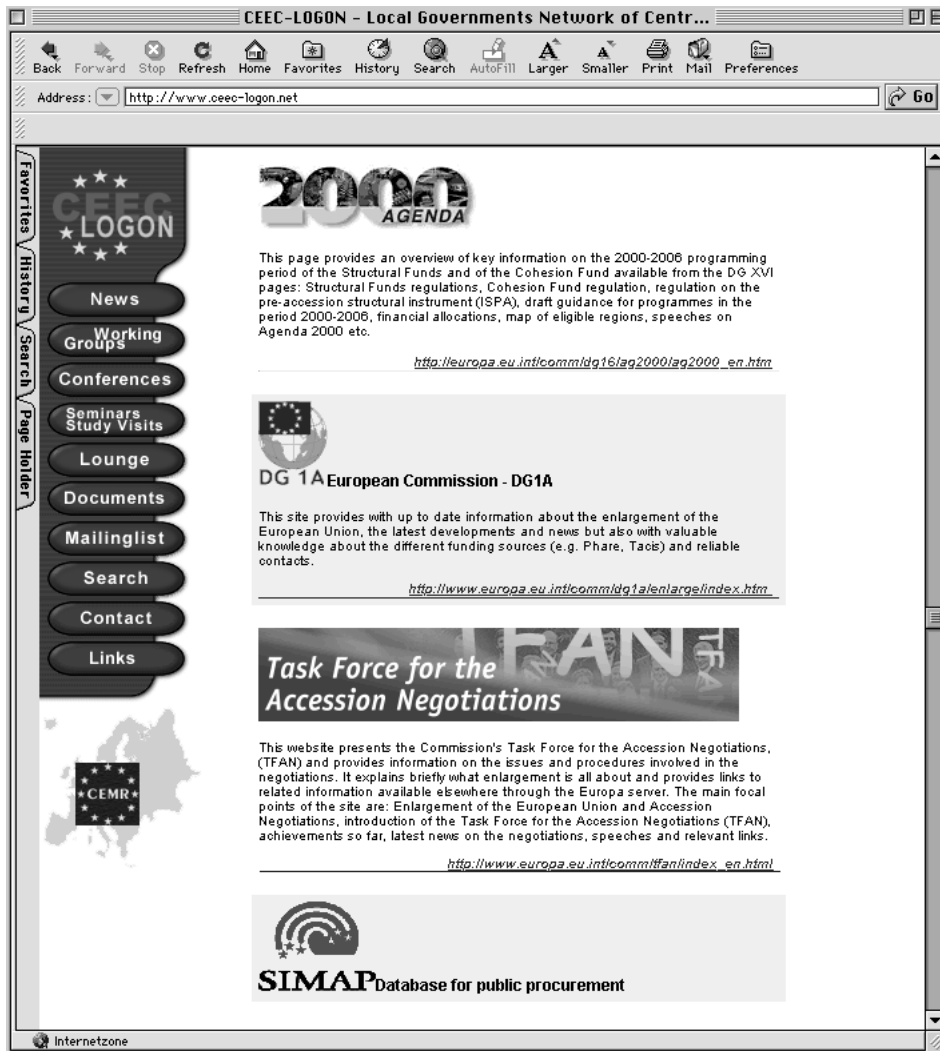 CEEC-LOGON - Local Governments Network of Centr...
Back Forward Stop Refresh Home Favorites History Search AutoFill Larger Smaller Print Mail Preferences
Address: http://www.ceec-logon.net Go
Favorites
History
Search
Page Holder
CEEC
LOGON
News
Working
Groups
Conferences
Seminars
Study Visits
Lounge
Documents
Mailinglist
Search
Contact
Links
CEMR
2000
AGENDA
This page provides an overview of key information on the 2000-2006 programming
period of the Structural Funds and of the Cohesion Fund available from the DG XVI
pages: Structural Funds regulations, Cohesion Fund regulation, regulation on the
pre-accession structural instrument (ISPA), draft guidance for programmes in the
period 2000-2006, financial allocations, map of eligible regions, speeches on
Agenda 2000 etc.
http://europa.eu.int/comm/dg16/ag2000/ag2000_en.htm
DG 1A European Commission - DG1A
This site provides with up to date information about the enlargement of the
European Union, the latest developments and news but also with valuable
knowledge about the different funding sources (e.g. Phare, Tacis) and reliable
contacts.
http://www.europa.eu.int/comm/dg1a/enlarge/index.htm
TFAN
TFAN
Task Force for the
Accession Negotiations
This website presents the Commission's Task Force for the Accession Negotiations,
(TFAN) and provides information on the issues and procedures involved in the
negotiations. It explains briefly what enlargement is all about and provides links to
related information available elsewhere through the Europa server. The main focal
points of the site are: Enlargement of the European Union and Accession
Negotiations, introduction of the Task Force for the Accession Negotiations (TFAN),
achievements so far, latest news on the negotiations, speeches and relevant links.
http://www.europa.eu.int/comm/tfan/index_en.html
SIMAP Database for public procurement
Internetzone